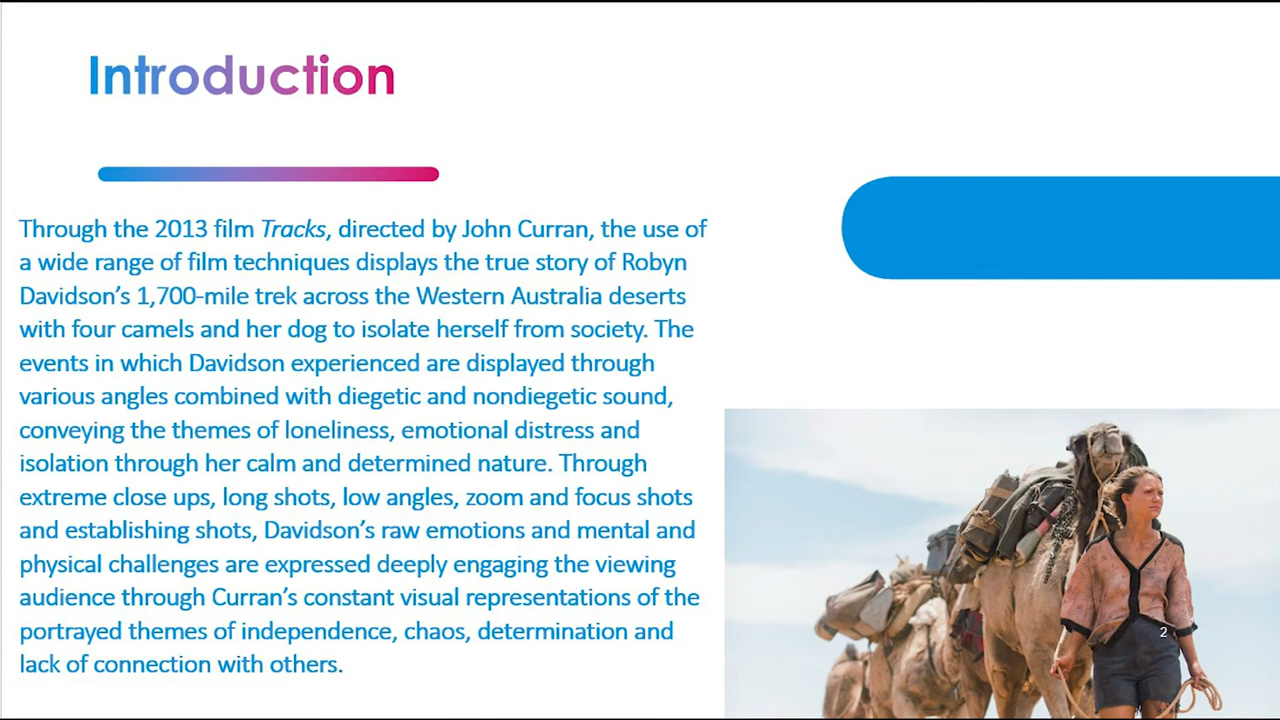 Introduction
Through the 2013 film Tracks, directed by John Curran, the use of
a wide range of film techniques displays the true story of Robyn
Davidson’s 1,700-mile trek across the Western Australia deserts
with four camels and her dog to isolate herself from society. The
events in which Davidson experienced are displayed through
various angles combined with diegetic and nondiegetic sound,
conveying the themes of loneliness, emotional distress and
isolation through her calm and determined nature. Through
extreme close ups, long shots, low angles, zoom and focus shots
and establishing shots, Davidson’s raw emotions and mental and
physical challenges are expressed deeply engaging the viewing
audience through Curran’s constant visual representations of the
portrayed themes of independence, chaos, determination and
lack of connection with others.
2